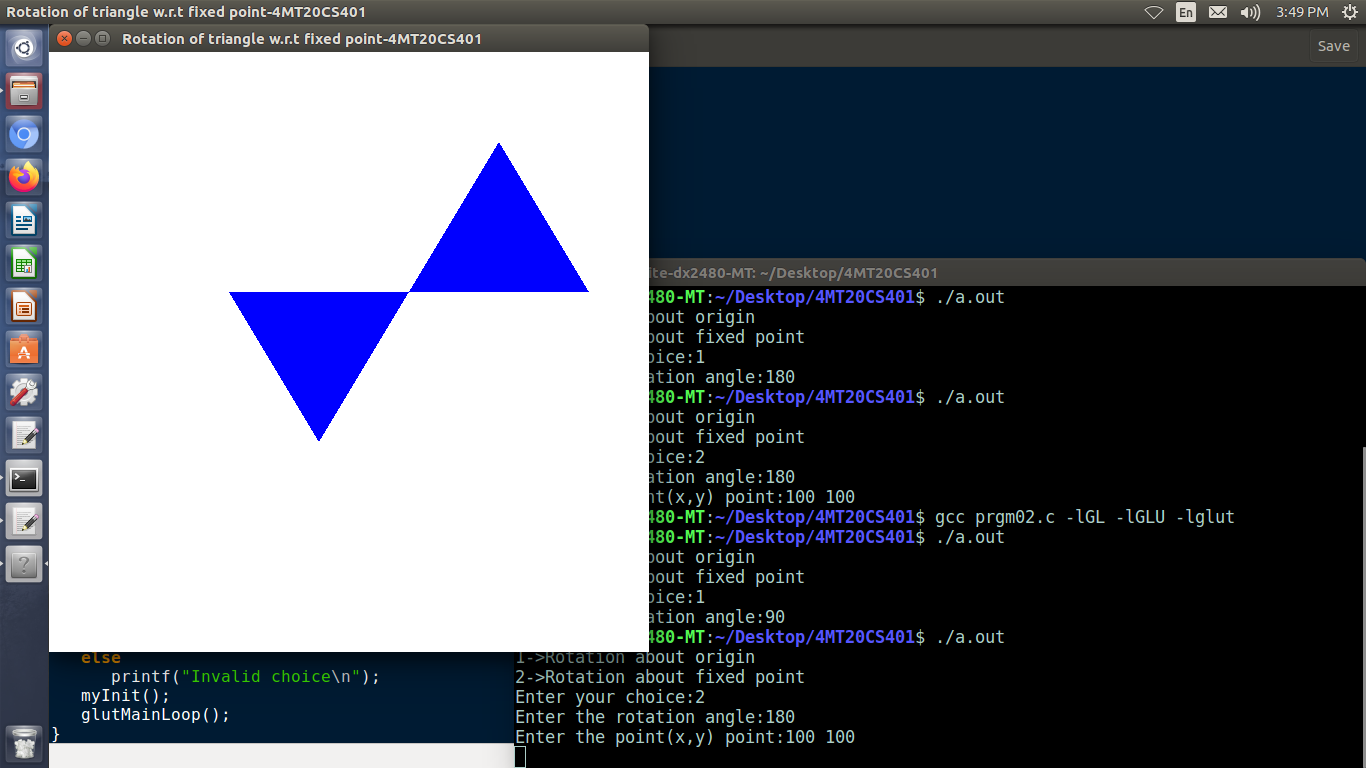 Rotation of triangle w.r.t fixed point-4MT20CS401
En
3:49 PM
Rotation of triangle w.r.t fixed point-4MT20CS401
Save
ite-dx2480-MT: ~/Desktop/4MT20CS401
480-MT:~/Desktop/4MT20CS401$ ./a.out
bout origin
bout fixed point
oice:1
ation angle:180
480-MT:~/Desktop/4MT20CS401$ ./a.out
bout origin
bout fixed point
oice:2
ation angle:180
nt(x,y) point:100 100
480-MT:~/Desktop/4MT20CS401$ gcc prgm02.c -lGL -lGLU -lglut
480-MT:~/Desktop/4MT20CS401$ ./a.out
bout origin
bout fixed point
oice:1
ation angle:90
480-MT:~/Desktop/4MT20CS401$ ./a.out
1->Rotation about origin
2->Rotation about fixed point
Enter your choice:2
Enter the rotation angle:180
Enter the point(x,y) point:100 100
else
printf("Invalid choice\n");
myInit();
glutMainLoop();
}